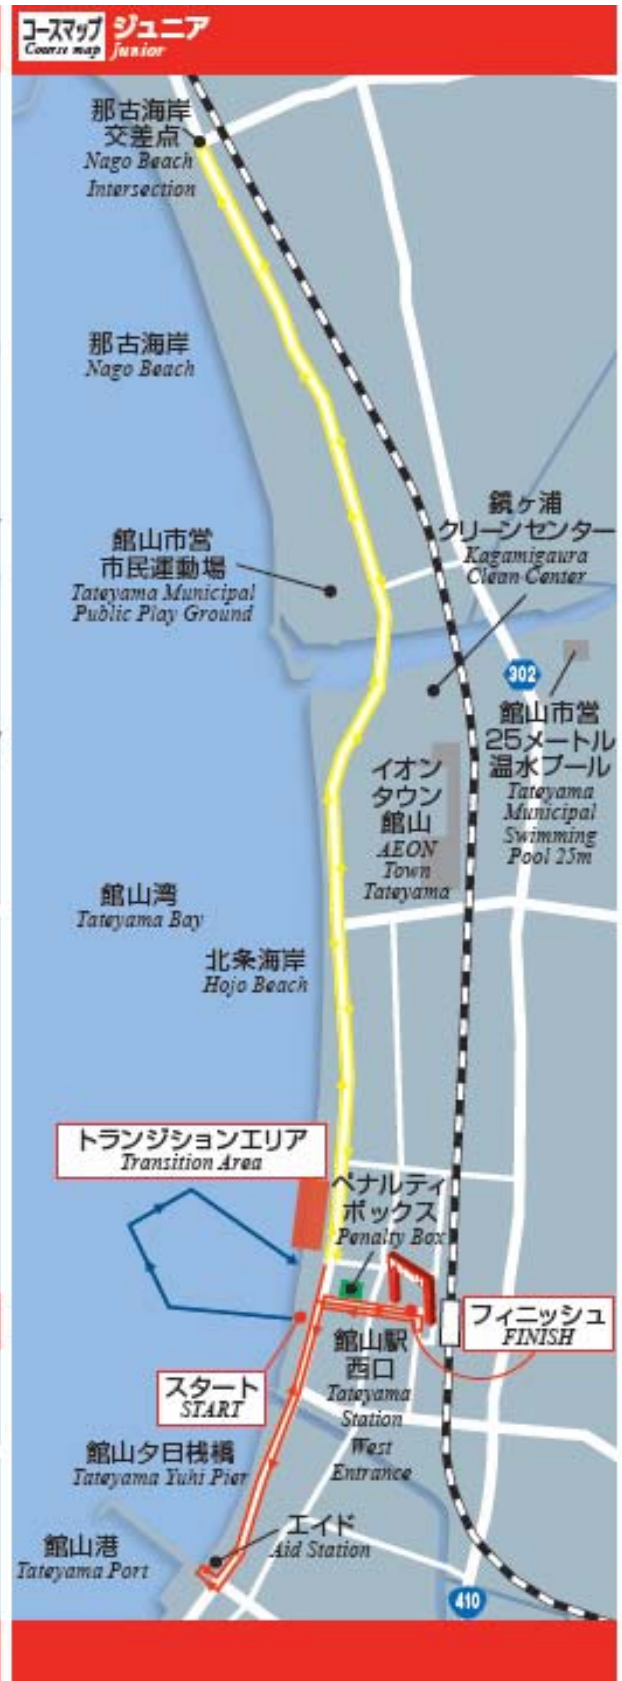 コースマップ
Course map
ジュニア
Junior
那古海岸
交差点
Nago Beach
Intersection
那古海岸
Nago Beach
鏡ヶ浦
クリーンセンター
Kagamigaura
Clean Center
館山市営
市民運動場
Tateyama Municipal
Public Play Ground
302
館山市営
25メートル
温水プール
Tateyama
Municipal
Swimming
Pool 25m
イオン
タウン
館山
AEON
Town
Tateyama
館山湾
Tateyama Bay
北条海岸
Hojo Beach
トランジションエリア
Transition Area
ペナルティ
ボックス
Penalty Box
フィニッシュ
FINISH
館山駅
西口
Tateyama
Station
West
Entrance
スタート
START
館山夕日桟橋
Tateyama Yuhi Pier
エイド
Aid Station
館山港
Tateyama Port
410